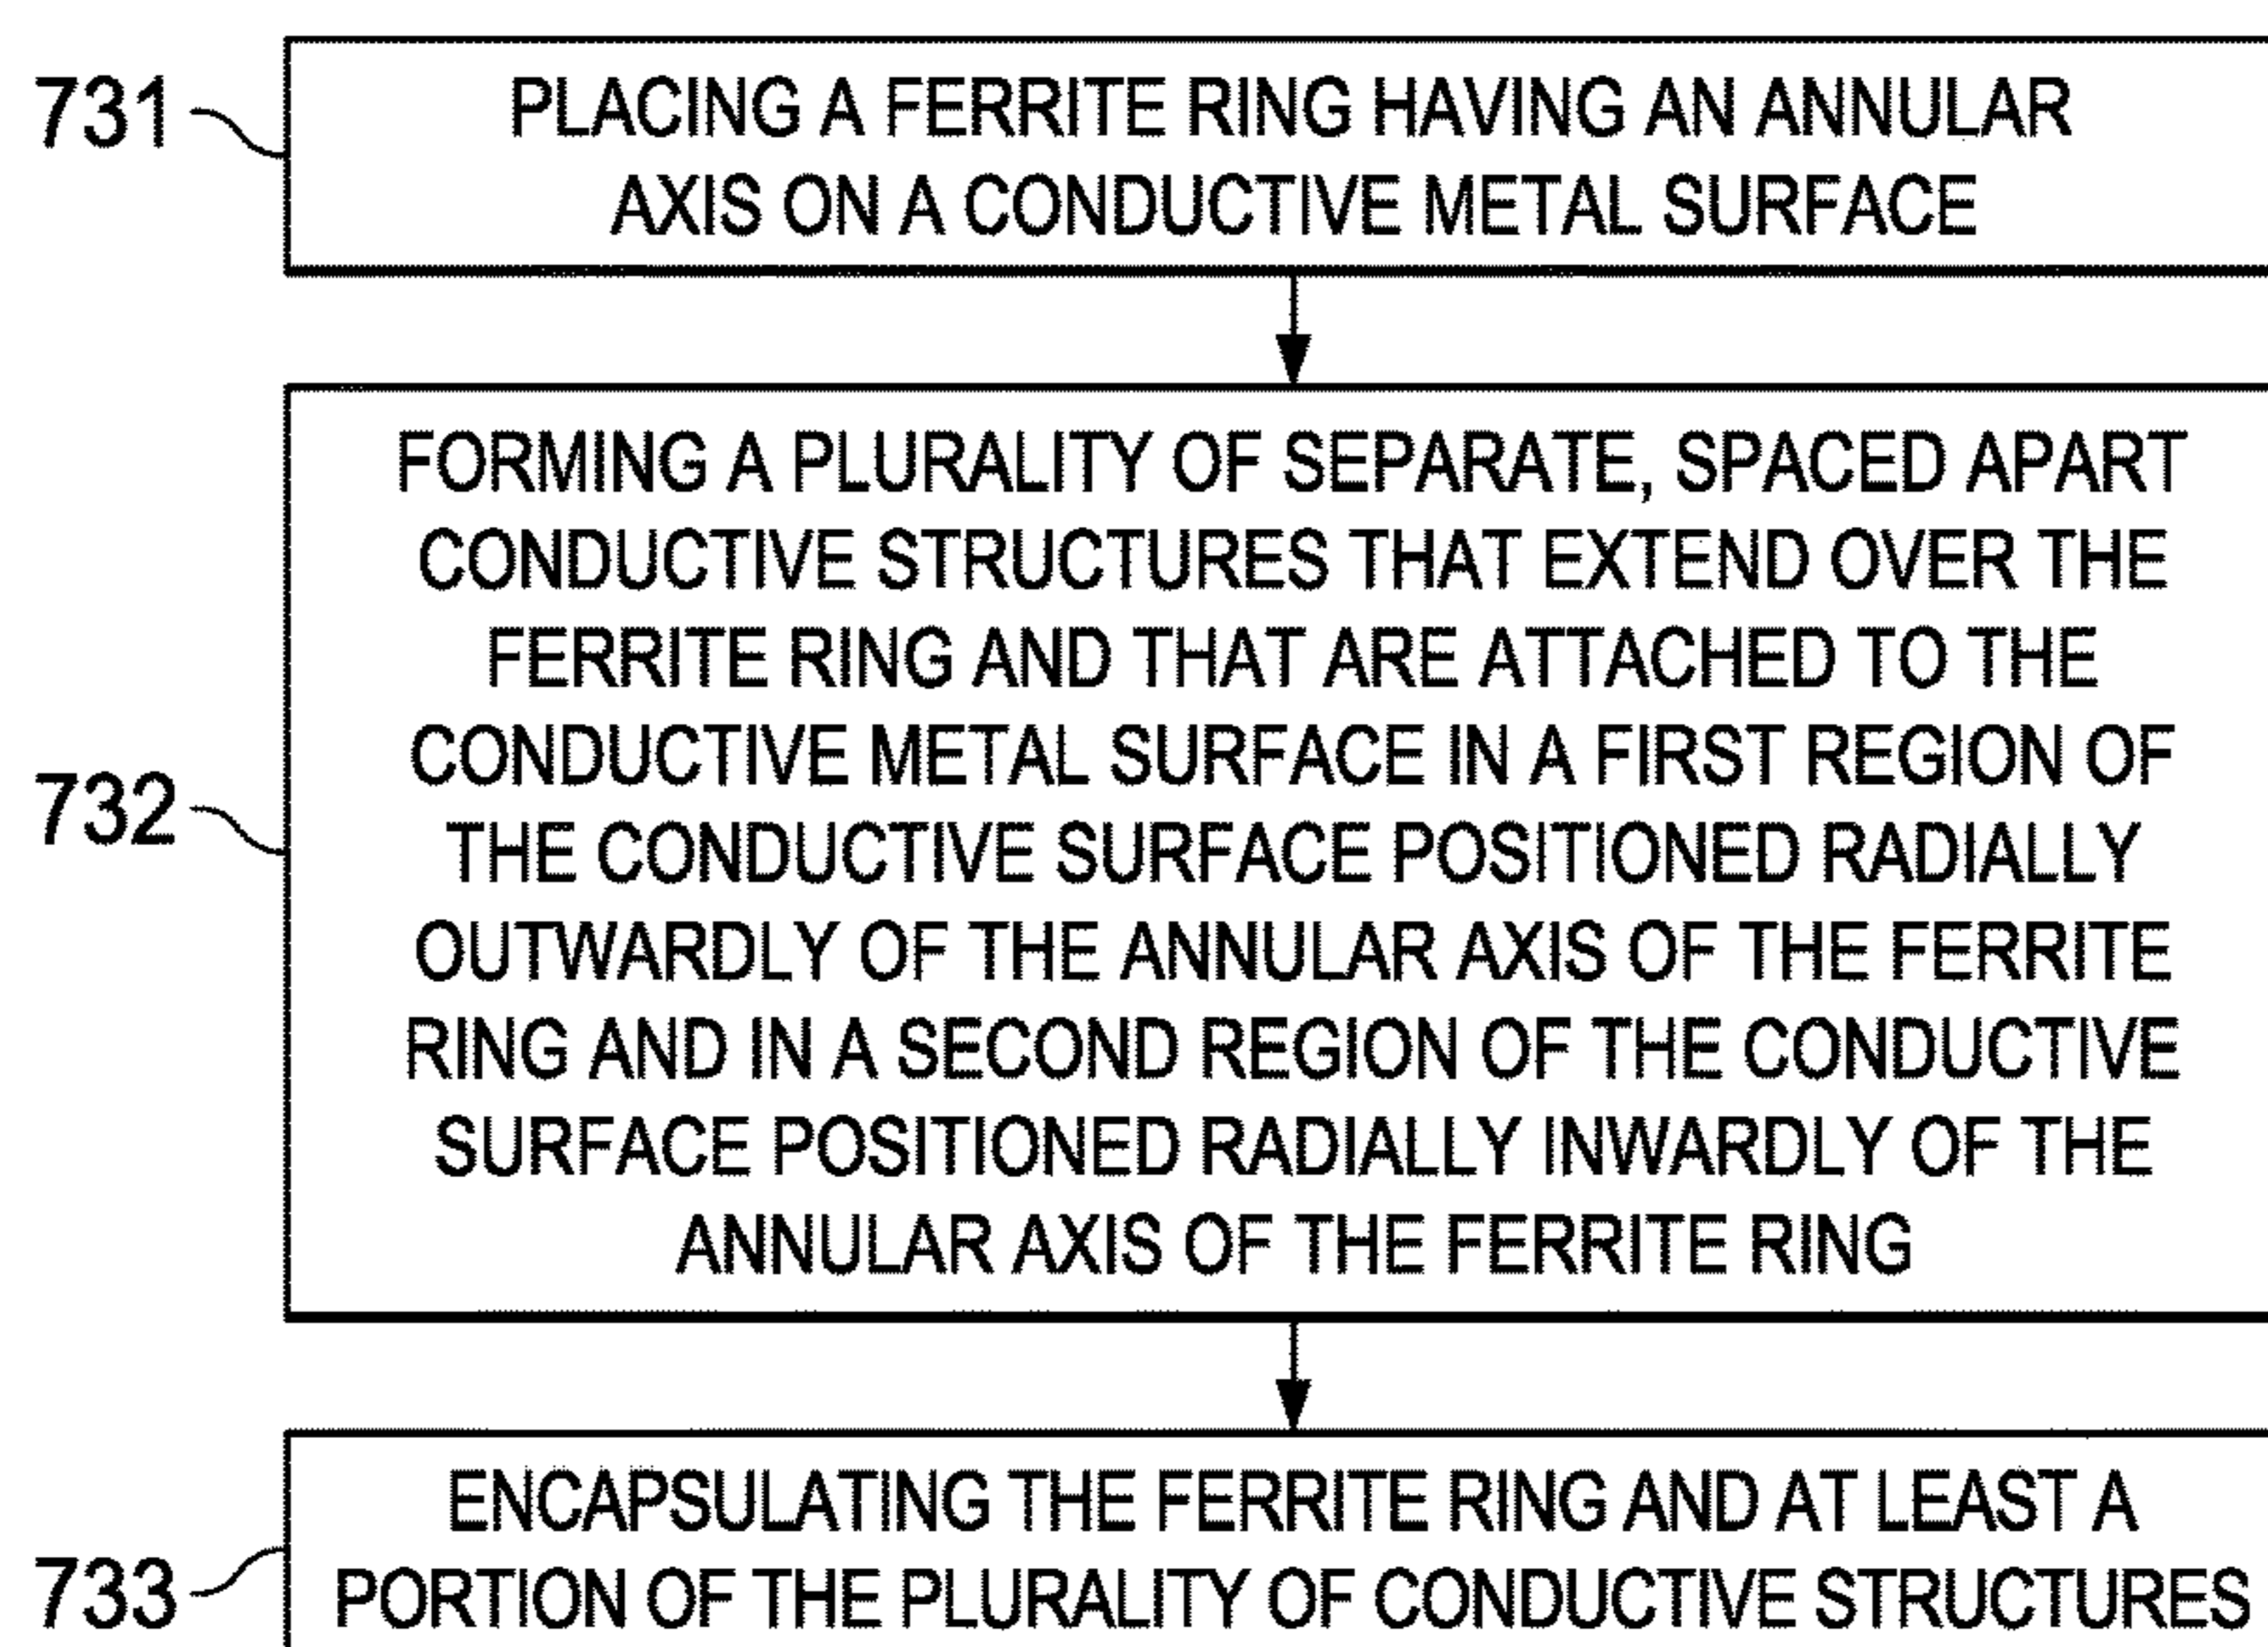 731
PLACING A FERRITE RING HAVING AN ANNULAR
AXIS ON A CONDUCTIVE METAL SURFACE
732
FORMING A PLURALITY OF SEPARATE, SPACED APART
CONDUCTIVE STRUCTURES THAT EXTEND OVER THE
FERRITE RING AND THAT ARE ATTACHED TO THE
CONDUCTIVE METAL SURFACE IN A FIRST REGION OF
THE CONDUCTIVE SURFACE POSITIONED RADIALLY
OUTWARDLY OF THE ANNULAR AXIS OF THE FERRITE
RING AND IN A SECOND REGION OF THE CONDUCTIVE
SURFACE POSITIONED RADIALLY INWARDLY OF THE
ANNULAR AXIS OF THE FERRITE RING
733
ENCAPSULATING THE FERRITE RING AND AT LEAST A
PORTION OF THE PLURALITY OF CONDUCTIVE STRUCTURES